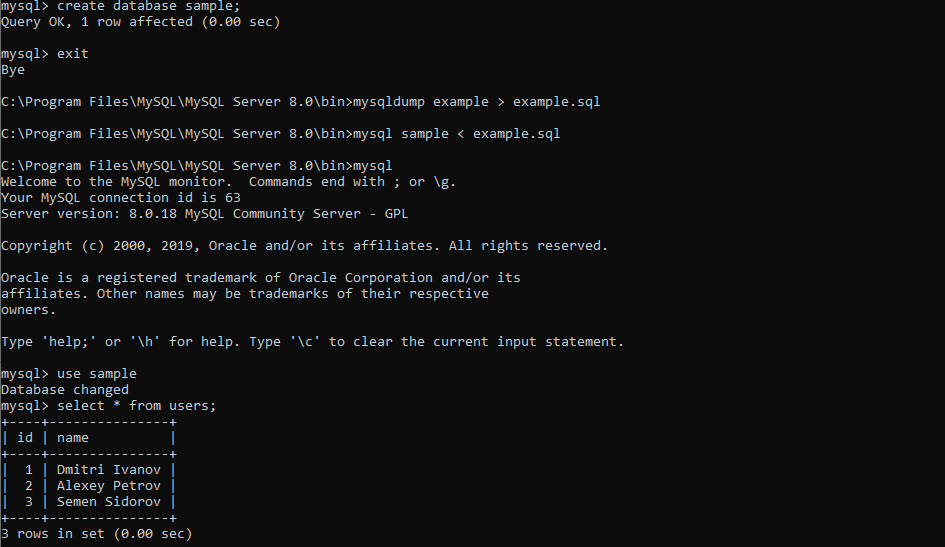 mysql> create database sample;
Query OK, 1 row affected (0.00 sec)
mysql> exit
Bye
C:\Program Files\MySQL\MySQL Server 8.0\bin>mysqldump example > example.sql
C:\Program Files\MySQL\MySQL Server 8.0\bin>mysql sample < example.sql
C:\Program Files\MySQL\MySQL Server 8.0\bin>mysql
Welcome to the MySQL monitor.  Commands end with ; or \g.
Your MySQL connection id is 63
Server version: 8.0.18 MySQL Community Server - GPL
Copyright (c) 2000, 2019, Oracle and/or its affiliates. All rights reserved.
Oracle is a registered trademark of Oracle Corporation and/or its
affiliates. Other names may be trademarks of their respective
owners.
Type 'help;' or '\h' for help. Type '\c' to clear the current input statement.
mysql> use sample
Database changed
mysql> select * from users;
+----+---------------+
| id | name          |
+----+---------------+
|  1 | Dmitri Ivanov |
|  2 | Alexey Petrov |
|  3 | Semen Sidorov |
+----+---------------+
3 rows in set (0.00 sec)